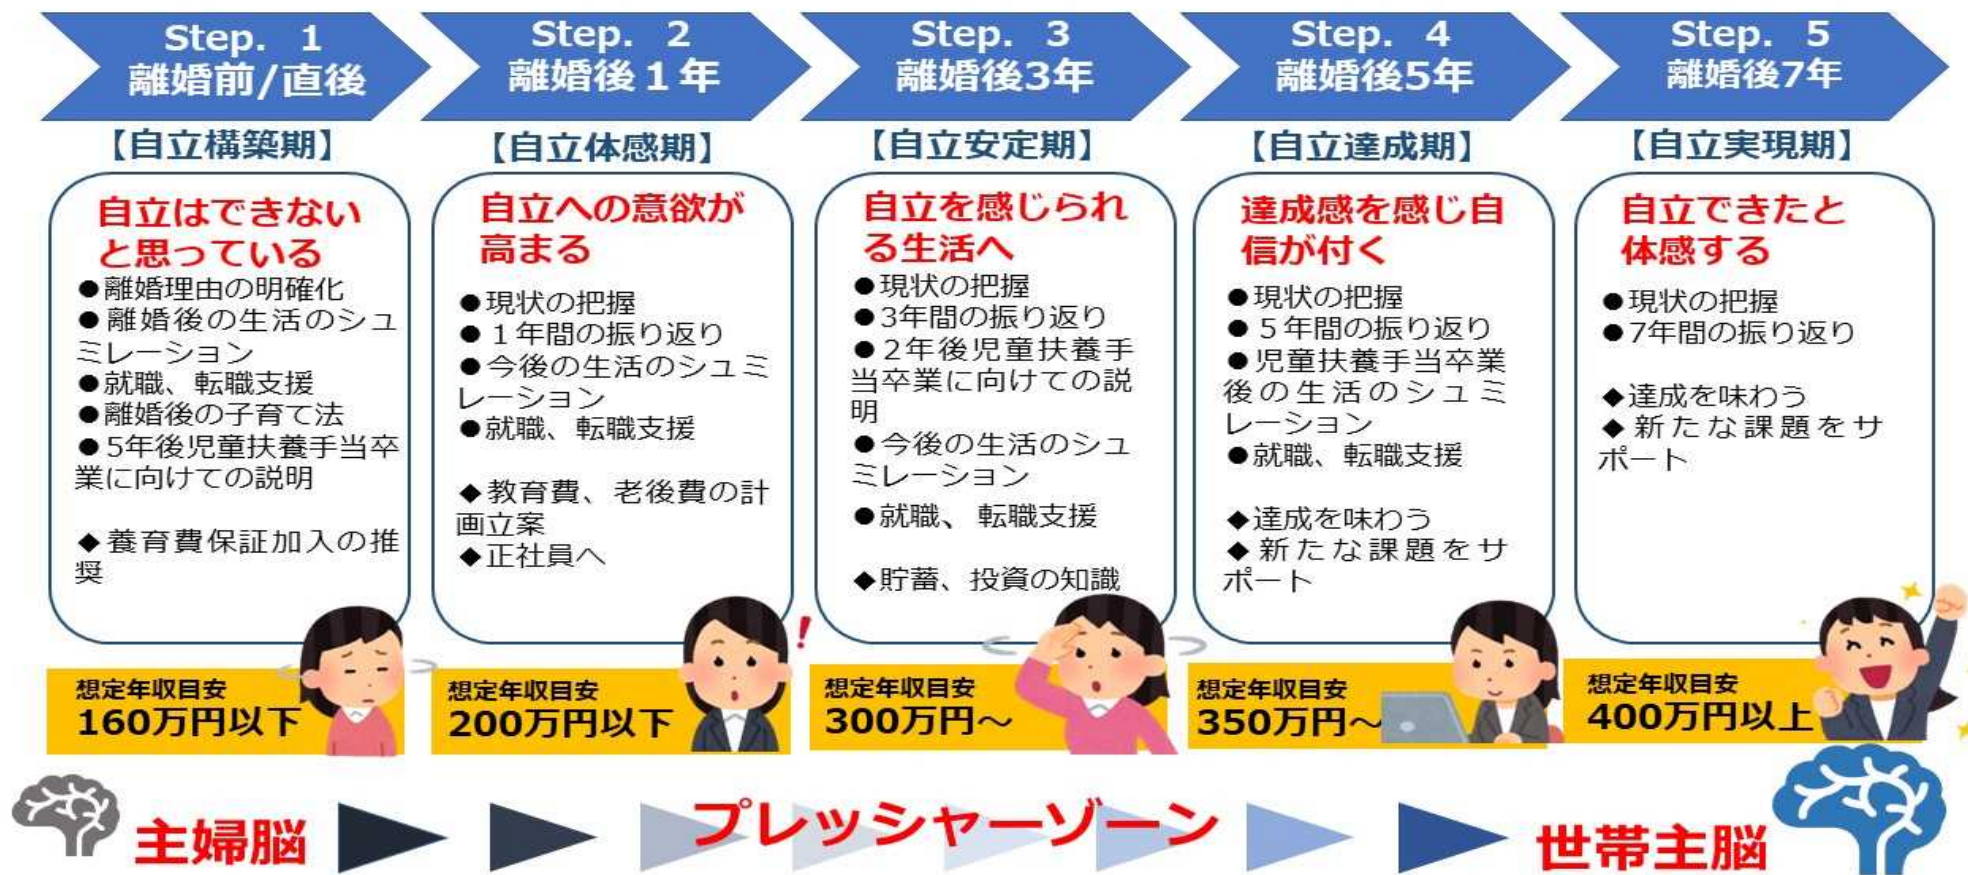 Step. 1
離婚前/直後
【自立構築期】
自立はできない
と思っている
●離婚理由の明確化
●離婚後の生活のシュ
ミレーション
●就職、転職支援
●離婚後の子育て法
●5年後児童扶養手当卒
業に向けての説明
◆養育費保証加入の推
奨
想定年収目安
160万円以下
Step. 2
離婚後１年
【自立体感期】
自立への意欲が
高まる
●現状の把握
●１年間の振り返り
●今後の生活のシュミ
レーション
●就職、転職支援
◆教育費、老後費の計
画立案
◆正社員へ
!
想定年収目安
200万円以下
Step. 3
離婚後3年
【自立安定期】
自立を感じられ
る生活へ
●現状の把握
●3年間の振り返り
●2年後児童扶養手
当卒業に向けての説
明
●今後の生活のシュ
ミレーション
●就職、転職支援
◆貯蓄、投資の知識
想定年収目安
300万円～
Step. 4
離婚後5年
【自立達成期】
達成感を感じ自
信が付く
●現状の把握
●５年間の振り返り
●児童扶養手当卒業
後の生活のシュミ
レーション
●就職、転職支援
◆達成を味わう
◆新たな課題をサ
ポート
想定年収目安
350万円～
Step. 5
離婚後7年
【自立実現期】
自立できたと
体感する
●現状の把握
●7年間の振り返り
◆達成を味わう
◆新たな課題をサ
ポート
想定年収目安
400万円以上
主婦脳
プレッシャーゾーン
世帯主脳